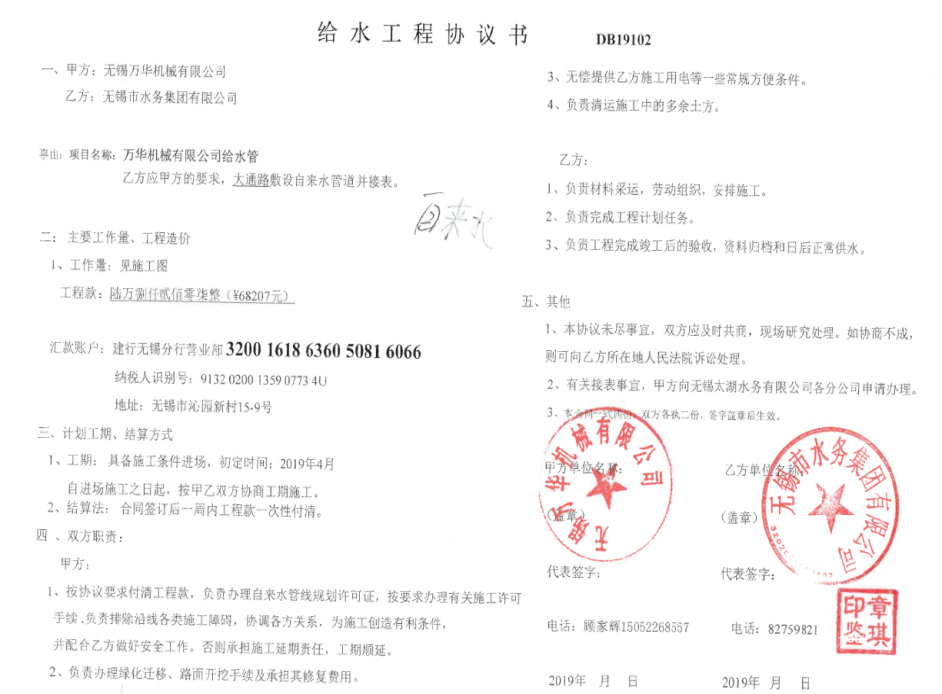 给水工程协议书
DB19102
一、甲方：无锡万华机械有限公司
乙方：无锡市水务集团有限公司
事由：项目名称：万华机械有限公司给水管
乙方应甲方的要求，大通路敷设自来水管道并接表。
自来水
二：主要工作量、工程造价
1、工作量：见施工图
工程款：陆万捌仟贰佰零柒整（¥68207元）
汇款账户：建行无锡分行营业部 3200 1618 6360 5081 6066
纳税人识别号：9132 0200 1359 0773 4U
地址：无锡市沁园新村15-9号
三、计划工期、结算方式
1、工期：具备施工条件进场，初定时间：2019年4月
自进场施工之日起，按甲乙双方协商工期施工。
2、结算法：合同签订后一周内工程款一次性付清。
四、双方职责：
甲方：
1、按协议要求付清工程款，负责办理自来水管线规划许可证，按要求办理有关施工许可
手续,负责排除沿线各类施工障碍，协调各方关系，为施工创造有利条件，
并配合乙方做好安全工作。否则承担施工延期责任，工期顺延。
2、负责办理绿化迁移、路面开挖手续及承担其修复费用。
3、无偿提供乙方施工用电等一些常规方便条件。
4、负责清运施工中的多余土方。
乙方：
1、负责材料采运，劳动组织，安排施工。
2、负责完成工程计划任务。
3、负责工程完成竣工后的验收，资料归档和日后正常供水。
五、其他
1、本协议未尽事宜，双方应及时共商，现场研究处理。如协商不成，
则可向乙方所在地人民法院诉讼处理。
2、有关接表事宜，甲方向无锡太湖水务有限公司各分公司申请办理。
3、本合同一式四份，双方各执二份，签字盖章后生效。
甲方单位名称：
乙方单位名称
（盖章）
（盖章）
无锡万华机械有限公司
无锡市水务集团有限公司
代表签字：
代表签字：
电话：顾家辉15052268557
电话：82759821
章琪
印鉴
2019年 月 日
2019年 月 日